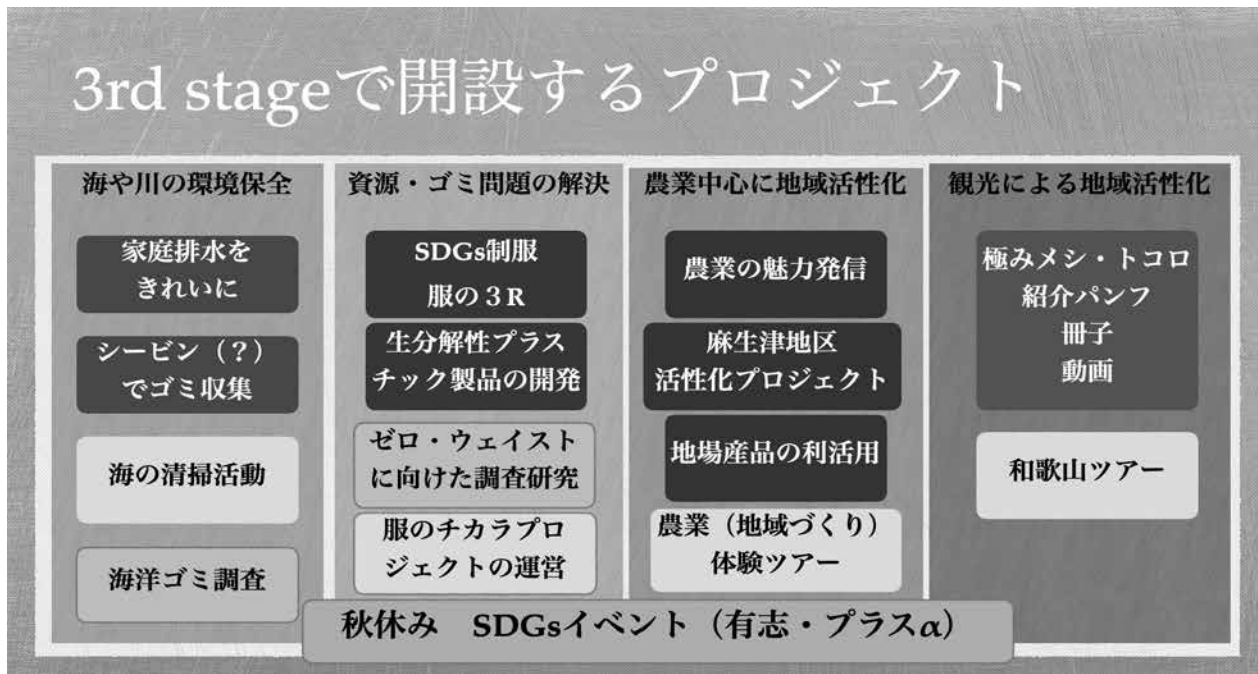 3rd stageで開設するプロジェクト
海や川の環境保全
家庭排水を
きれいに
シービン（？）
でゴミ収集
海の清掃活動
海洋ゴミ調査
資源・ゴミ問題の解決
SDGs制服
服の３R
生分解性プラス
チック製品の開発
ゼロ・ウェイスト
に向けた調査研究
服のチカラプロ
ジェクトの運営
農業中心に地域活性化
農業の魅力発信
麻生津地区
活性化プロジェクト
地場産品の利活用
農業（地域づくり）
体験ツアー
観光による地域活性化
極みメシ・トコロ
紹介パンフ
冊子
動画
和歌山ツアー
秋休み　SDGsイベント（有志・プラスα）